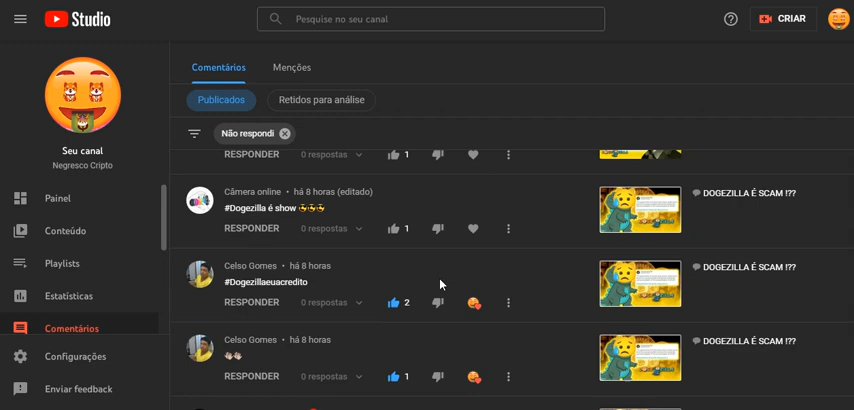 Studio
Pesquise no seu canal
CRIAR
Seu canal
Negresco Cripto
Painel
Conteúdo
Playlists
Estatísticas
Comentários
Configurações
Enviar feedback
Comentários Menções
Publicados Retidos para análise
Não respondi
RESPONDER 0 respostas 1
Câmera online • há 8 horas (editado)
#Dogezilla é show
RESPONDER 0 respostas 1
DOGEZILLA É SCAM !??
Celso Gomes • há 8 horas
#Dogezillaeuacredito
RESPONDER 0 respostas 2
DOGEZILLA É SCAM !??
Celso Gomes • há 8 horas
👏🏻👏🏻
RESPONDER 0 respostas 1
DOGEZILLA É SCAM !??